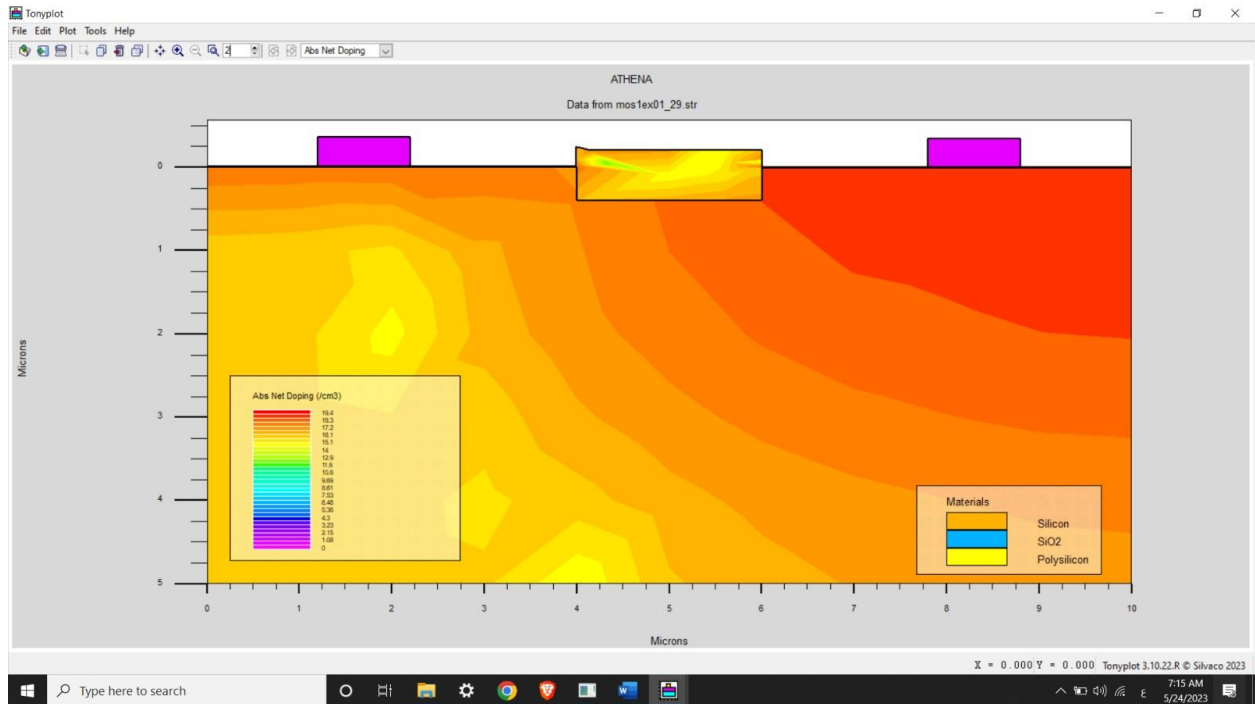 Tonyplot
File Edit Plot Tools Help
2 Abs Net Doping
ATHENA
Data from mos1ex01_29.str
Microns
0
1
2
3
4
5
Abs Net Doping (/cm3)
19.4
18.3
17.2
16.1
15.1
14
12.9
11.8
10.8
9.69
8.61
7.53
6.46
5.38
4.3
3.23
2.15
1.08
0
Materials
Silicon
SiO2
Polysilicon
0 1 2 3 4 5 6 7 8 9 10
Microns
X = 0.000 Y = 0.000 Tonyplot 3.10.22.R © Silvaco 2023
Type here to search
ع
7:15 AM
5/24/2023